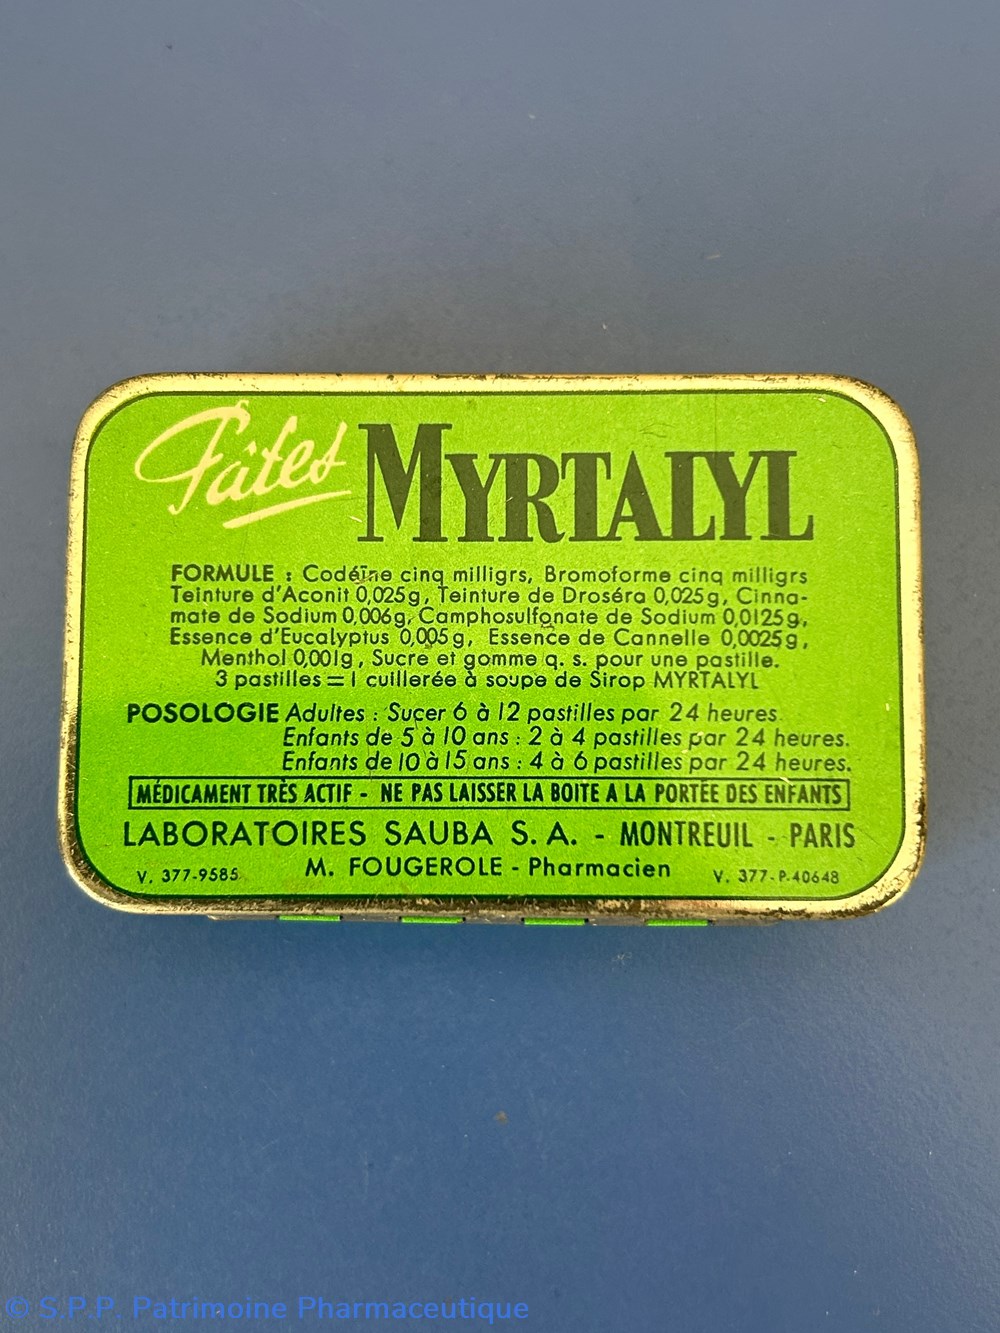 Pâtes MYRTALYL
FORMULE : Codéïne cinq milligrs, Bromoforme cinq milligrs
Teinture d'Aconit 0,025g, Teinture de Droséra 0,025g, Cinna-
mate de Sodium 0,006g, Camphosulfonate de Sodium 0,0125g,
Essence d'Eucalyptus 0,005g, Essence de Cannelle 0,0025g,
Menthol 0,001g, Sucre et gomme q. s. pour une pastille.
3 pastilles = 1 cuillerée à soupe de Sirop MYRTALYL
POSOLOGIE Adultes : Sucer 6 à 12 pastilles par 24 heures.
Enfants de 5 à 10 ans : 2 à 4 pastilles par 24 heures.
Enfants de 10 à 15 ans : 4 à 6 pastilles par 24 heures.
MÉDICAMENT TRÈS ACTIF - NE PAS LAISSER LA BOITE A LA PORTÉE DES ENFANTS
LABORATOIRES SAUBA S. A. - MONTREUIL - PARIS
M. FOUGEROLE - Pharmacien
V. 377-9585 V. 377-P.40648
© S.P.P. Patrimoine Pharmaceutique